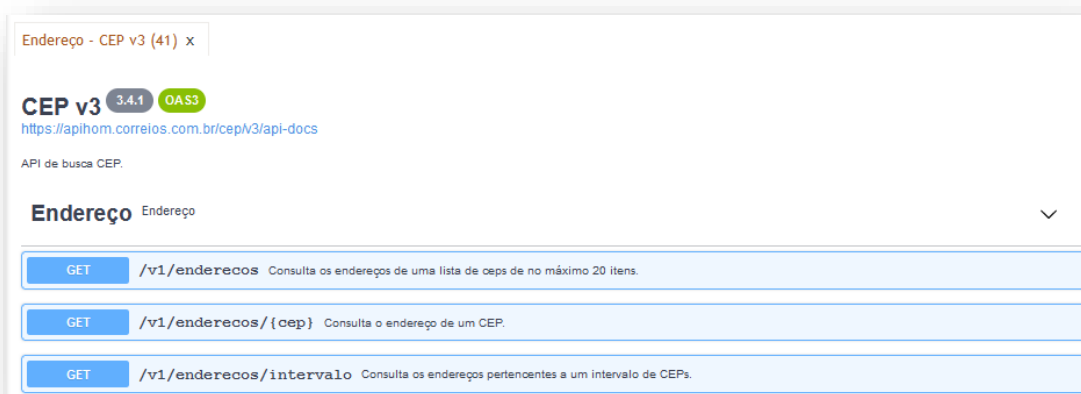 Endereço - CEP v3 (41) x
CEP v3 3.4.1 OAS3
https://apihom.correios.com.br/cep/v3/api-docs
API de busca CEP.
Endereço Endereço
GET /v1/enderecos Consulta os endereços de uma lista de ceps de no máximo 20 itens.
GET /v1/enderecos/{cep} Consulta o endereço de um CEP.
GET /v1/enderecos/intervalo Consulta os endereços pertencentes a um intervalo de CEPs.